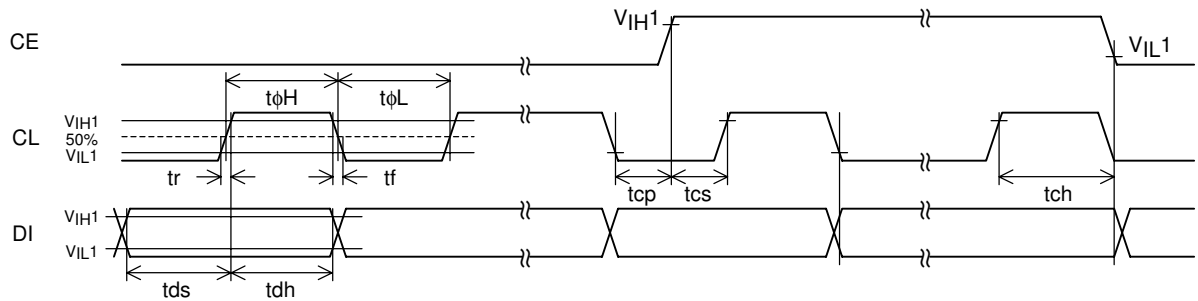 CE
VIH1
VIL1
tϕH
tϕL
CL
VIH1
50%
VIL1
tr
tf
tcp
tcs
tch
DI
VIH1
VIL1
tds
tdh